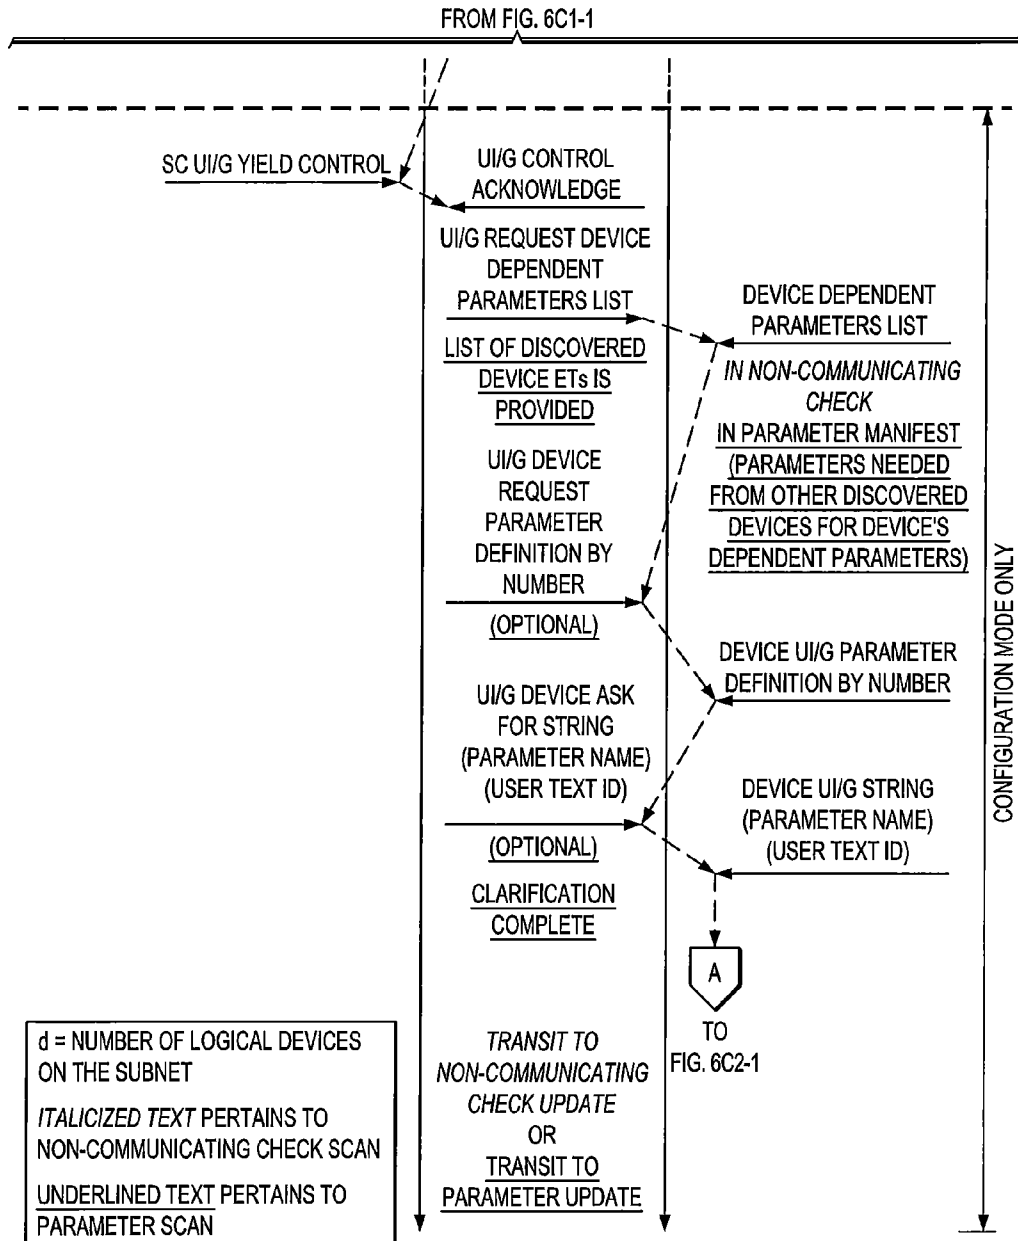 FROM FIG. 6C1-1
SC UI/G YIELD CONTROL
UI/G CONTROL
ACKNOWLEDGE
UI/G REQUEST DEVICE
DEPENDENT
PARAMETERS LIST
LIST OF DISCOVERED
DEVICE ETs IS
PROVIDED
DEVICE DEPENDENT
PARAMETERS LIST
IN NON-COMMUNICATING
CHECK
IN PARAMETER MANIFEST
(PARAMETERS NEEDED
FROM OTHER DISCOVERED
DEVICES FOR DEVICE'S
DEPENDENT PARAMETERS)
UI/G DEVICE
REQUEST
PARAMETER
DEFINITION BY
NUMBER
(OPTIONAL)
DEVICE UI/G PARAMETER
DEFINITION BY NUMBER
UI/G DEVICE ASK
FOR STRING
(PARAMETER NAME)
(USER TEXT ID)
(OPTIONAL)
DEVICE UI/G STRING
(PARAMETER NAME)
(USER TEXT ID)
CLARIFICATION
COMPLETE
A
TO
FIG. 6C2-1
TRANSIT TO
NON-COMMUNICATING
CHECK UPDATE
OR
TRANSIT TO
PARAMETER UPDATE
CONFIGURATION MODE ONLY
d = NUMBER OF LOGICAL DEVICES
ON THE SUBNET
ITALICIZED TEXT PERTAINS TO
NON-COMMUNICATING CHECK SCAN
UNDERLINED TEXT PERTAINS TO
PARAMETER SCAN